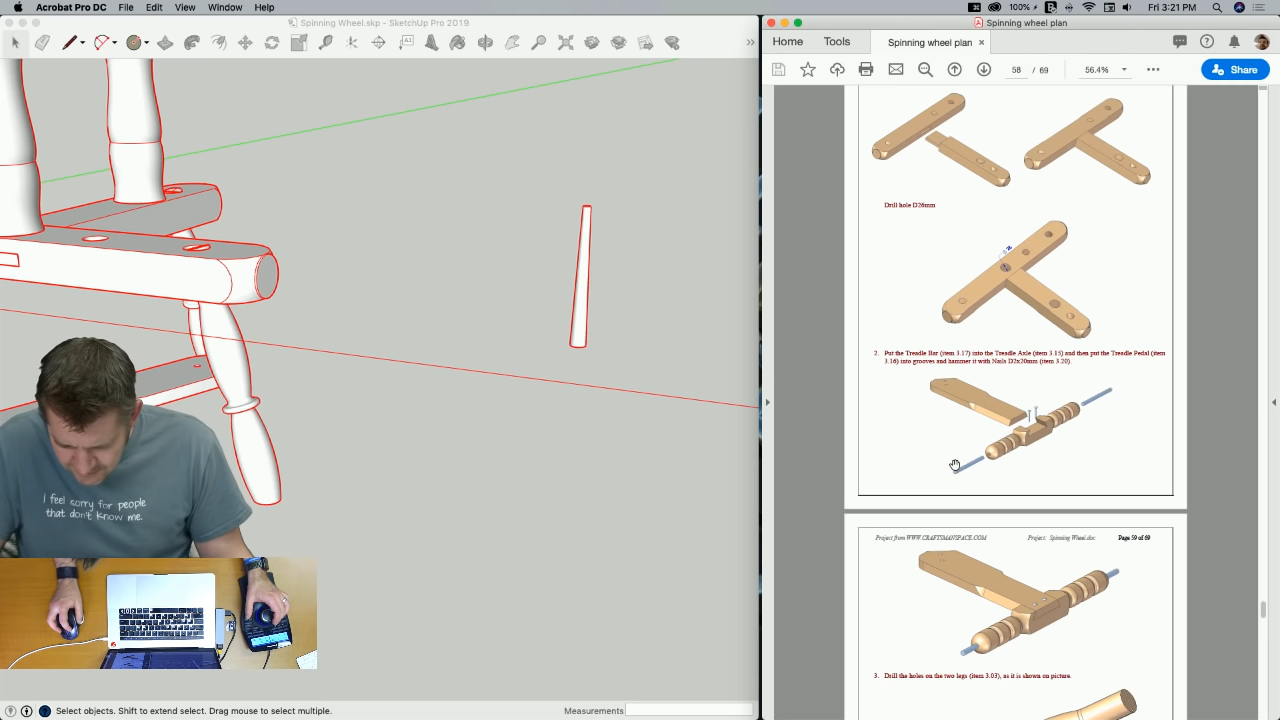 Acrobat Pro DC File Edit View Window Help
100% Fri 3:21 PM
Spinning Wheel.skp - SketchUp Pro 2019
Spinning wheel plan
Home Tools Spinning wheel plan ×
58 / 69 56.4% Share
Drill hole D26mm
2. Put the Treadle Bar (item 3.17) into the Treadle Axle (item 3.15) and then put the Treadle Pedal (item
3.16) into grooves and hammer it with Nails D2x20mm (item 3.20).
I feel sorry for people
that don't know me.
Project from WWW.CRAFTSMANSPACE.COM Project: Spinning Wheel.doc Page 59 of 69
3. Drill the holes on the two legs (item 3.03), as it is shown on picture.
Select objects. Shift to extend select. Drag mouse to select multiple.
Measurements